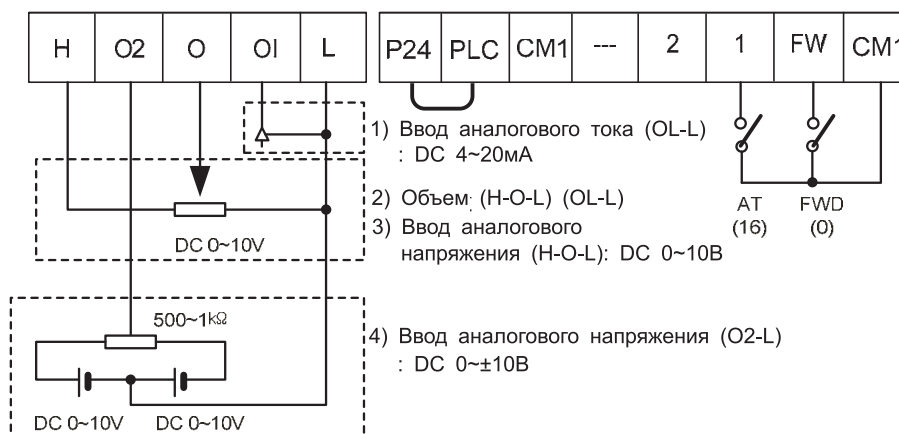 H O2 O OI L P24 PLC CM1 --- 2 1 FW CM1
1) Ввод аналогового тока (OL-L)
: DC 4~20мА
2) Объем; (H-O-L) (OL-L)
3) Ввод аналогового
напряжения (H-O-L): DC 0~10В
AT FWD
(16) (0)
DC 0~10V
500~1kΩ
4) Ввод аналогового напряжения (O2-L)
: DC 0~±10В
DC 0~10V DC 0~10V